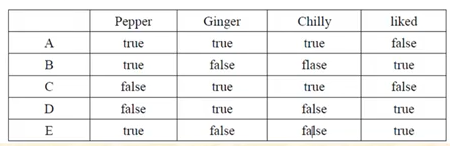 Pepper Ginger Chilly liked
A true true true false
B true false flase true
C false true true false
D false true false true
E true false false true